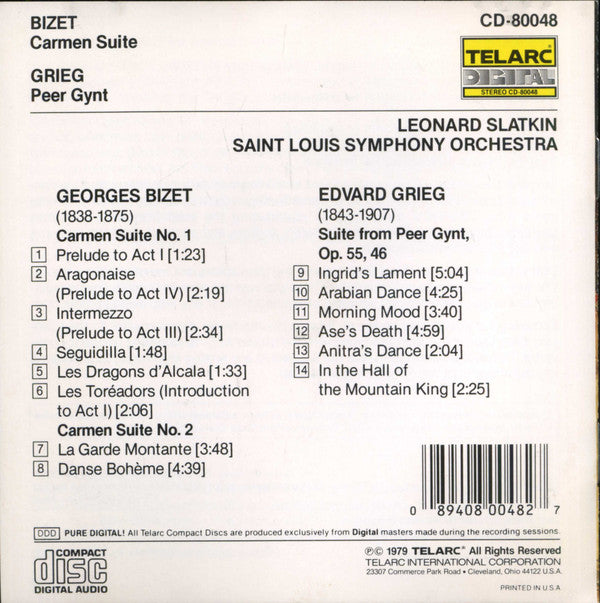 BIZET
Carmen Suite
GRIEG
Peer Gynt
CD-80048
TELARC
DIGITAL
STEREO CD-80048
LEONARD SLATKIN
SAINT LOUIS SYMPHONY ORCHESTRA
GEORGES BIZET
(1838-1875)
Carmen Suite No. 1
1 Prelude to Act I [1:23]
2 Aragonaise
(Prelude to Act IV) [2:19]
3 Intermezzo
(Prelude to Act III) [2:34]
4 Seguidilla [1:48]
5 Les Dragons d'Alcala [1:33]
6 Les Toréadors (Introduction
to Act I) [2:06]
Carmen Suite No. 2
7 La Garde Montante [3:48]
8 Danse Bohème [4:39]
EDVARD GRIEG
(1843-1907)
Suite from Peer Gynt,
Op. 55, 46
9 Ingrid's Lament [5:04]
10 Arabian Dance [4:25]
11 Morning Mood [3:40]
12 Ase's Death [4:59]
13 Anitra's Dance [2:04]
14 In the Hall of
the Mountain King [2:25]
0 89408 00482 7
DDD PURE DIGITAL! All Telarc Compact Discs are produced exclusively from Digital masters made during the recording sessions.
COMPACT
disc
DIGITAL AUDIO
℗© 1979 TELARC® All Rights Reserved
TELARC INTERNATIONAL CORPORATION
23307 Commerce Park Road • Cleveland, Ohio 44122 U.S.A.
PRINTED IN U.S.A.